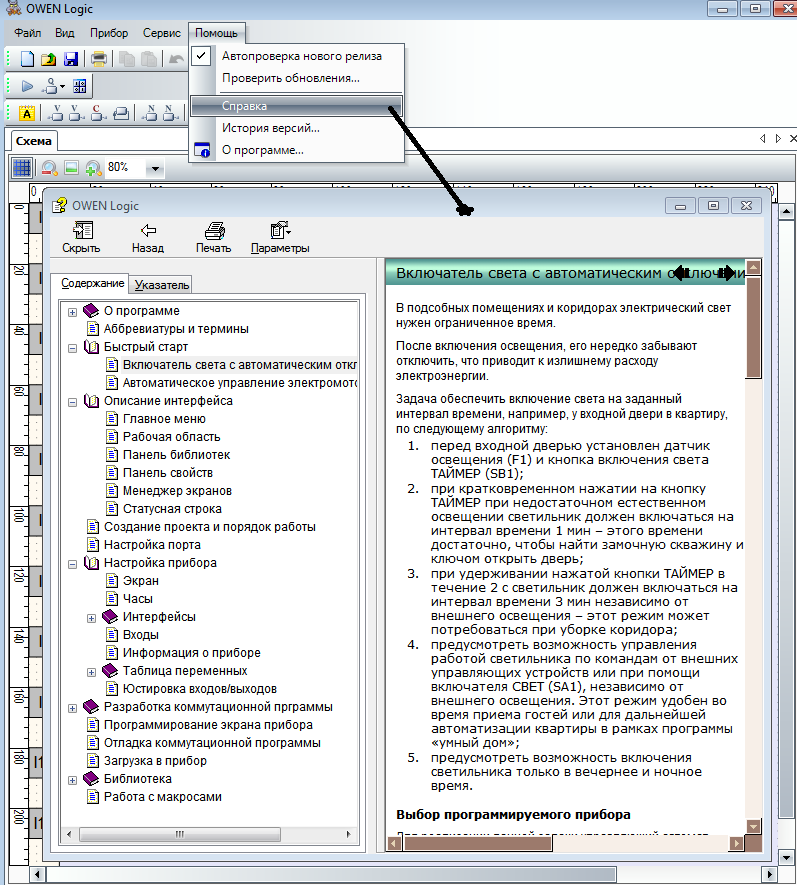 OWEN Logic
Файл Вид Прибор Сервис Помощь
Автопроверка нового релиза
Проверить обновления...
Справка
История версий...
О программе...
Схема
80%
OWEN Logic
Скрыть Назад Печать Параметры
Содержание Указатель
О программе
Аббревиатуры и термины
Быстрый старт
Включатель света с автоматическим откл
Автоматическое управление электромото
Описание интерфейса
Главное меню
Рабочая область
Панель библиотек
Панель свойств
Менеджер экранов
Статусная строка
Создание проекта и порядок работы
Настройка порта
Настройка прибора
Экран
Часы
Интерфейсы
Входы
Информация о приборе
Таблица переменных
Юстировка входов/выходов
Разработка коммутационной прграммы
Программирование экрана прибора
Отладка коммутационной программы
Загрузка в прибор
Библиотека
Работа с макросами
Включатель света с автоматическим
В подсобных помещениях и коридорах электрический свет
нужен ограниченное время.
После включения освещения, его нередко забывают
отключить, что приводит к излишнему расходу
электроэнергии.
Задача обеспечить включение света на заданный
интервал времени, например, у входной двери в квартиру,
по следующему алгоритму:
1. перед входной дверью установлен датчик
освещения (F1) и кнопка включения света
ТАЙМЕР (SB1);
2. при кратковременном нажатии на кнопку
ТАЙМЕР при недостаточном естественном
освещении светильник должен включаться на
интервал времени 1 мин – этого времени
достаточно, чтобы найти замочную скважину и
ключом открыть дверь;
3. при удерживании нажатой кнопки ТАЙМЕР в
течение 2 с светильник должен включаться на
интервал времени 3 мин независимо от
внешнего освещения – этот режим может
потребоваться при уборке коридора;
4. предусмотреть возможность управления
работой светильника по командам от внешних
управляющих устройств или при помощи
включателя СВЕТ (SA1), независимо от
внешнего освещения. Этот режим удобен во
время приема гостей или для дальнейшей
автоматизации квартиры в рамках программы
«умный дом»;
5. предусмотреть возможность включения
светильника только в вечернее и ночное
время.
Выбор программируемого прибора